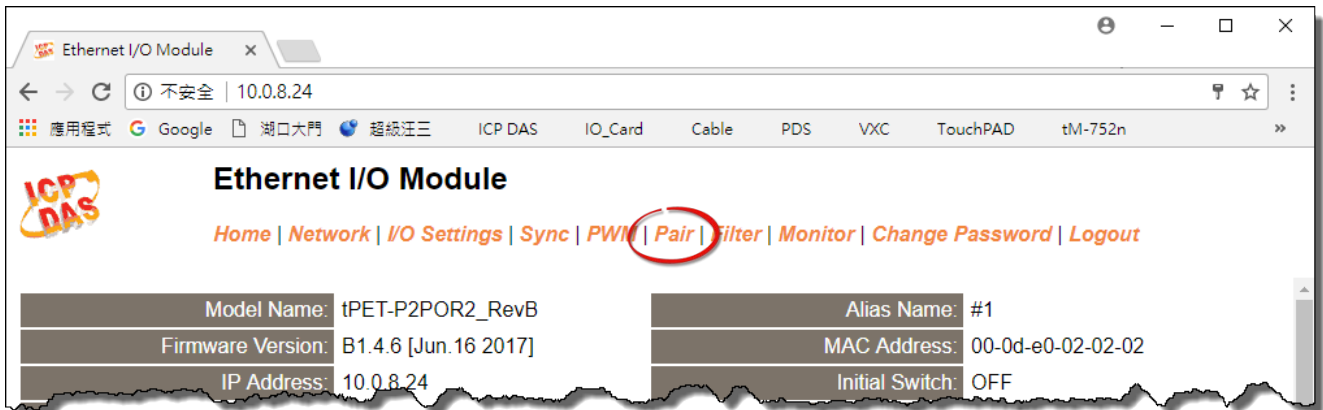 Ethernet I/O Module
不安全 | 10.0.8.24
應用程式 Google 湖口大門 超級汪三 ICP DAS IO_Card Cable PDS VXC TouchPAD tM-752n »
ICP DAS
Ethernet I/O Module
Home | Network | I/O Settings | Sync | PWM | Pair | Filter | Monitor | Change Password | Logout
Model Name: tPET-P2POR2_RevB Alias Name: #1
Firmware Version: B1.4.6 [Jun.16 2017] MAC Address: 00-0d-e0-02-02-02
IP Address: 10.0.8.24 Initial Switch: OFF